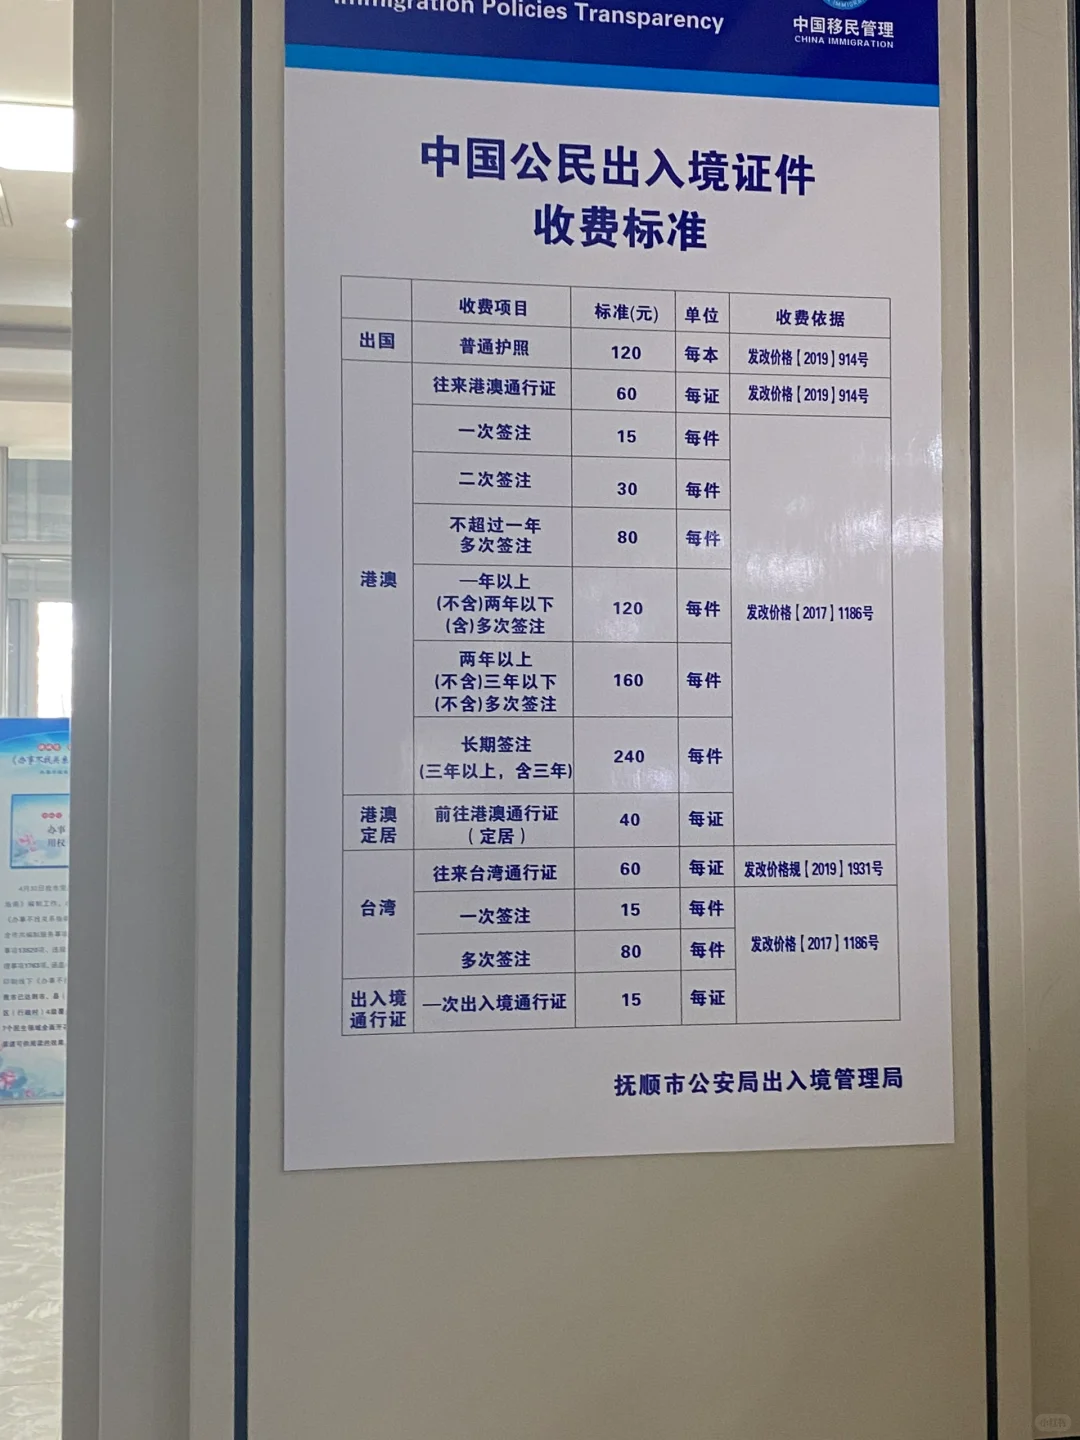 Immigration Policies Transparency
中国移民管理
CHINA IMMIGRATION
中国公民出入境证件
收费标准
收费项目 标准(元) 单位 收费依据
出国 普通护照 120 每本 发改价格【2019】914号
港澳 往来港澳通行证 60 每证 发改价格【2019】914号
一次签注 15 每件
二次签注 30 每件
不超过一年
多次签注 80 每件
一年以上
(不含)两年以下
(含)多次签注 120 每件 发改价格【2017】1186号
两年以上
(不含)三年以下
(不含)多次签注 160 每件
长期签注
(三年以上，含三年) 240 每件
港澳
定居 前往港澳通行证
(定居) 40 每证
台湾 往来台湾通行证 60 每证 发改价格规【2019】1931号
一次签注 15 每件 发改价格【2017】1186号
多次签注 80 每件
出入境
通行证 一次出入境通行证 15 每证
抚顺市公安局出入境管理局
《办事不找关系
办事
用权
小红书